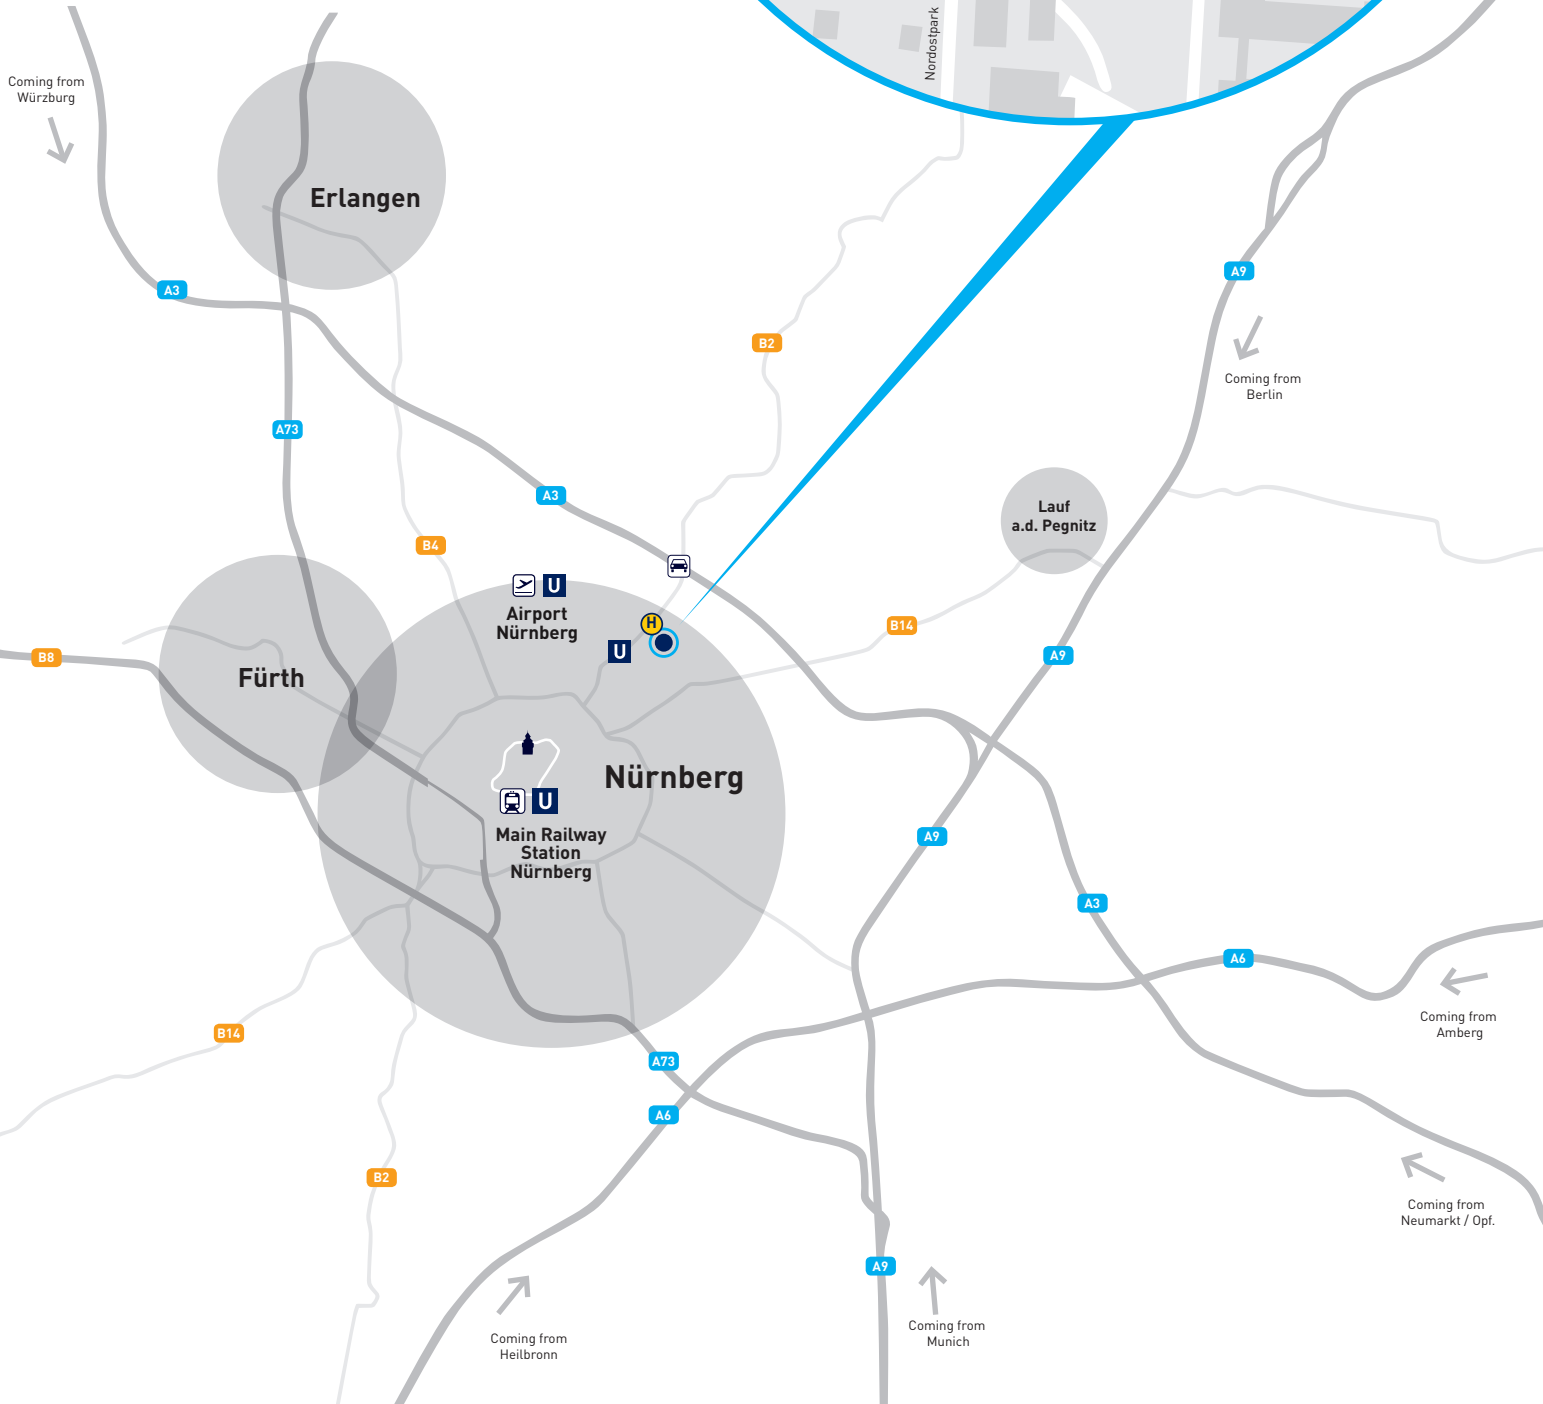 Nordostpark
Coming from
Würzburg
Erlangen
A9
A3
B2
Coming from
Berlin
A73
A3
Lauf
a.d. Pegnitz
B4
U
Airport
Nürnberg
H
B14
U
A9
B8
Fürth
Nürnberg
U
Main Railway
Station
Nürnberg
A9
A3
A6
Coming from
Amberg
B14
A73
A6
B2
Coming from
Neumarkt / Opf.
A9
Coming from
Munich
Coming from
Heilbronn